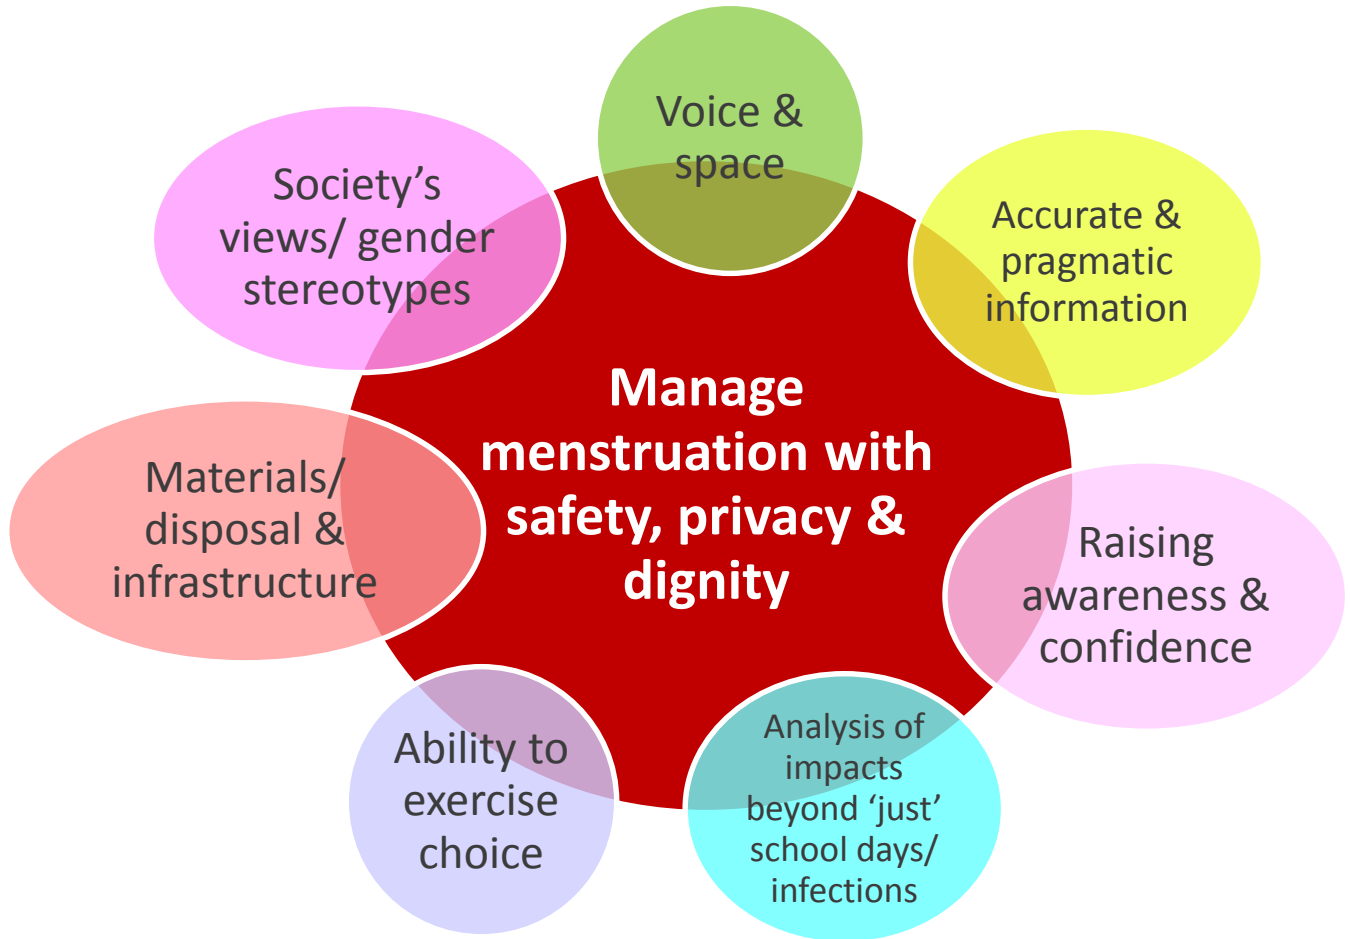 Voice &
space
Accurate &
pragmatic
information
Raising
awareness &
confidence
Analysis of
impacts
beyond ‘just’
school days/
infections
Ability to
exercise
choice
Materials/
disposal &
infrastructure
Society’s
views/ gender
stereotypes
Manage
menstruation with
safety, privacy &
dignity